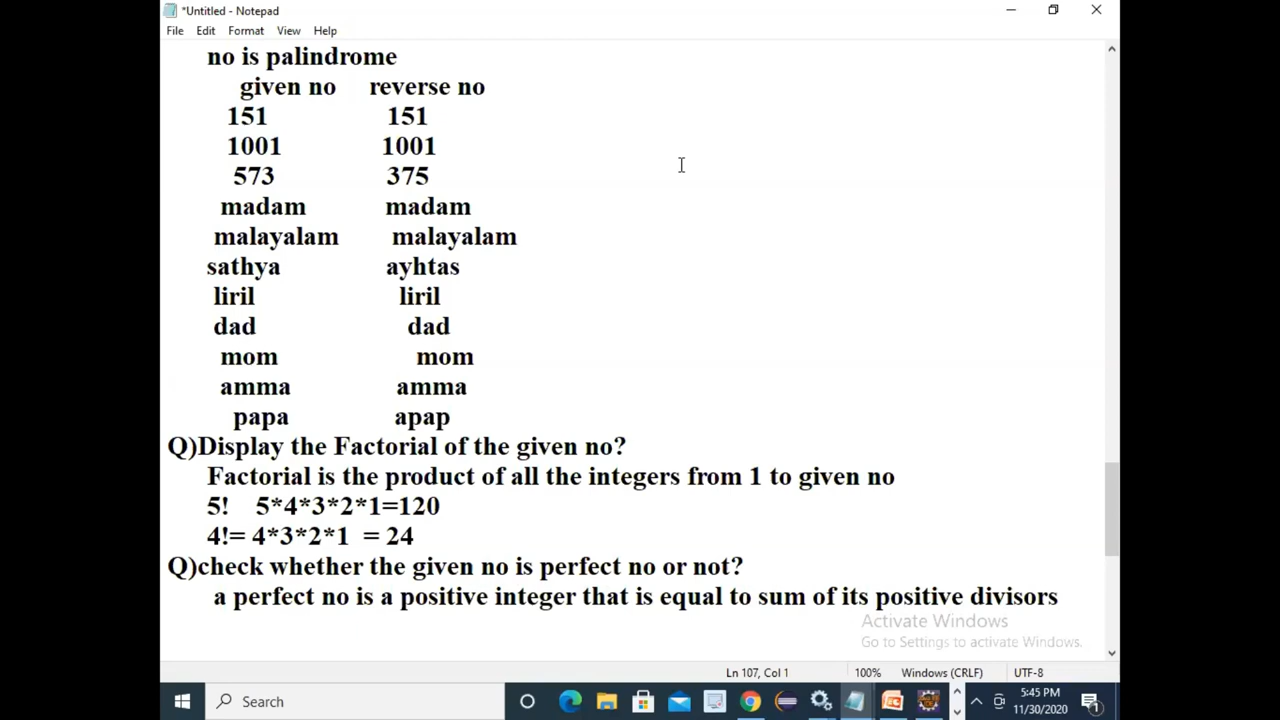 *Untitled - Notepad
File Edit Format View Help
no is palindrome
given no reverse no
151 151
1001 1001
573 375
madam madam
malayalam malayalam
sathya ayhtas
liril liril
dad dad
mom mom
amma amma
papa apap
Q)Display the Factorial of the given no?
Factorial is the product of all the integers from 1 to given no
5! 5*4*3*2*1=120
4!= 4*3*2*1 = 24
Q)check whether the given no is perfect no or not?
a perfect no is a positive integer that is equal to sum of its positive divisors
Activate Windows
Go to Settings to activate Windows.
Ln 107, Col 1 100% Windows (CRLF) UTF-8
Search
5:45 PM
11/30/2020
1